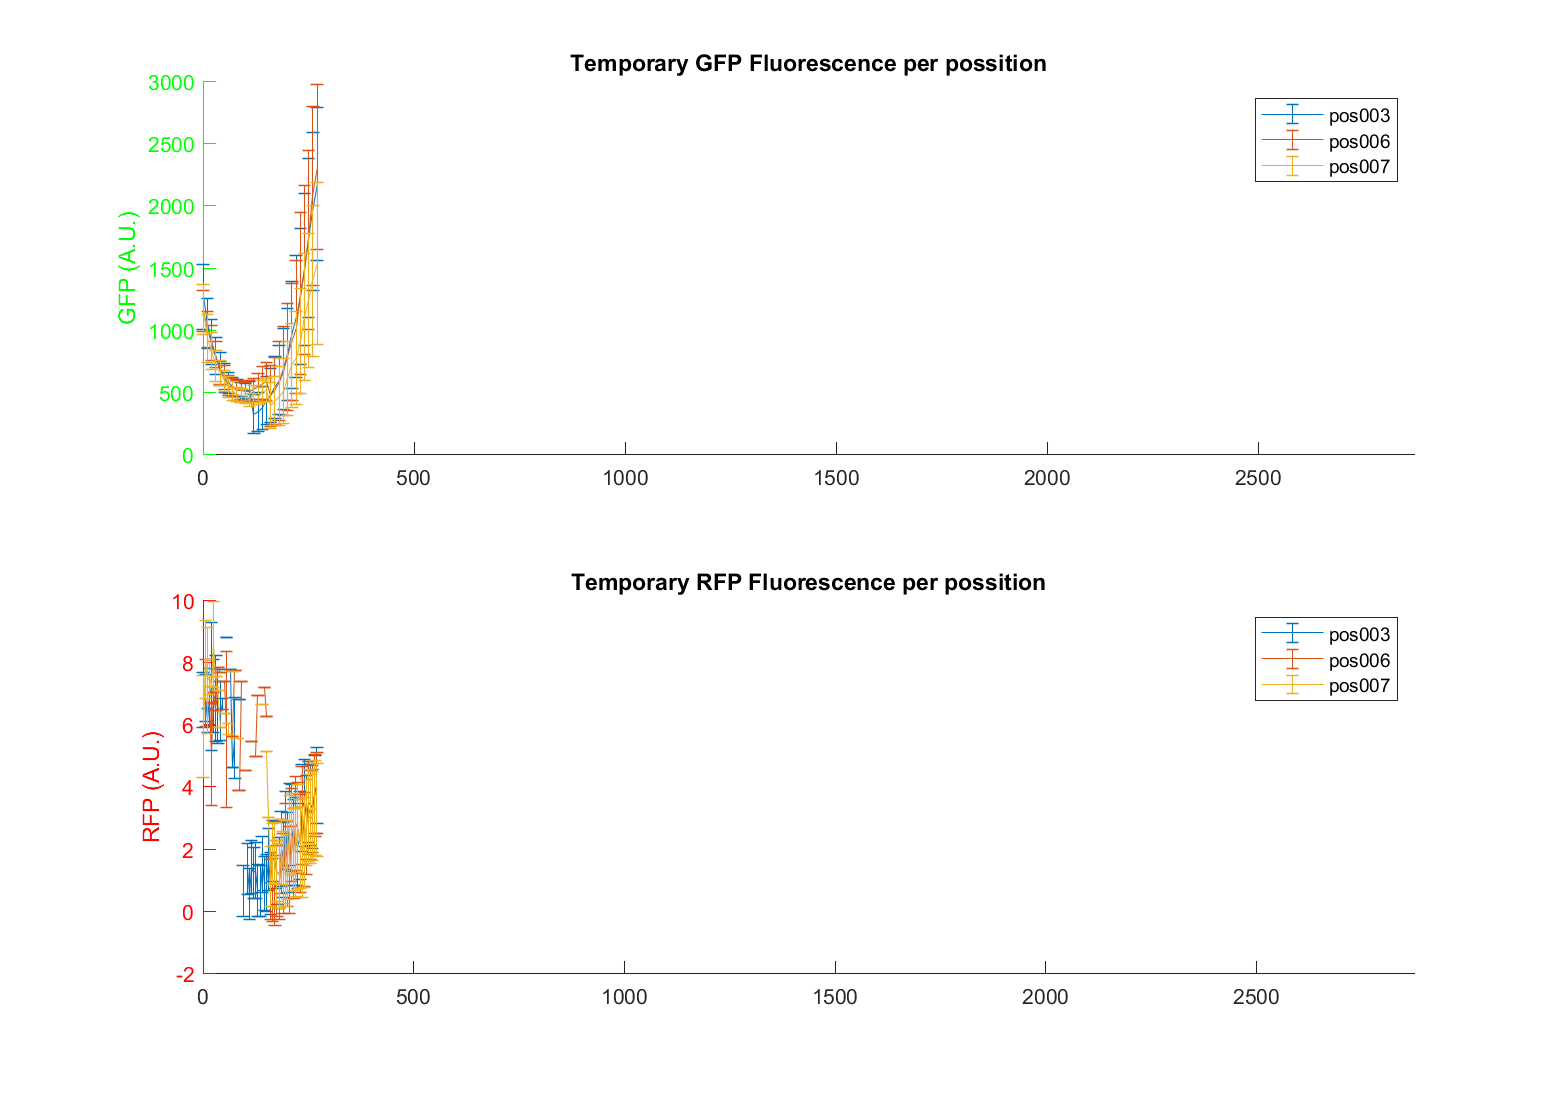 Temporary GFP Fluorescence per possition
3000
2500
2000
1500
1000
500
0
GFP (A.U.)
0 500 1000 1500 2000 2500
pos003
pos006
pos007
Temporary RFP Fluorescence per possition
10
8
6
4
2
0
-2
RFP (A.U.)
0 500 1000 1500 2000 2500
pos003
pos006
pos007